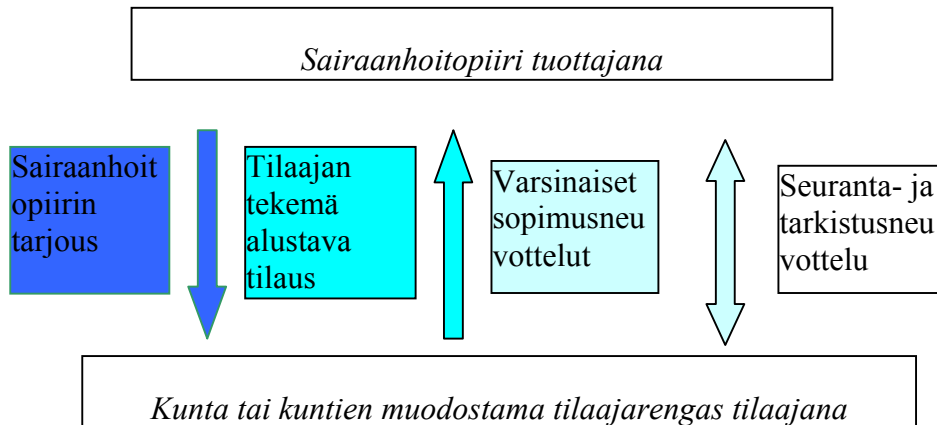 Sairaanhoitopiiri tuottajana
Sairaanhoit
opiirin
tarjous
Tilaajan
tekemä
alustava
tilaus
Varsinaiset
sopimusneu
vottelut
Seuranta- ja
tarkistusneu
vottelu
Kunta tai kuntien muodostama tilaajarengas tilaajana